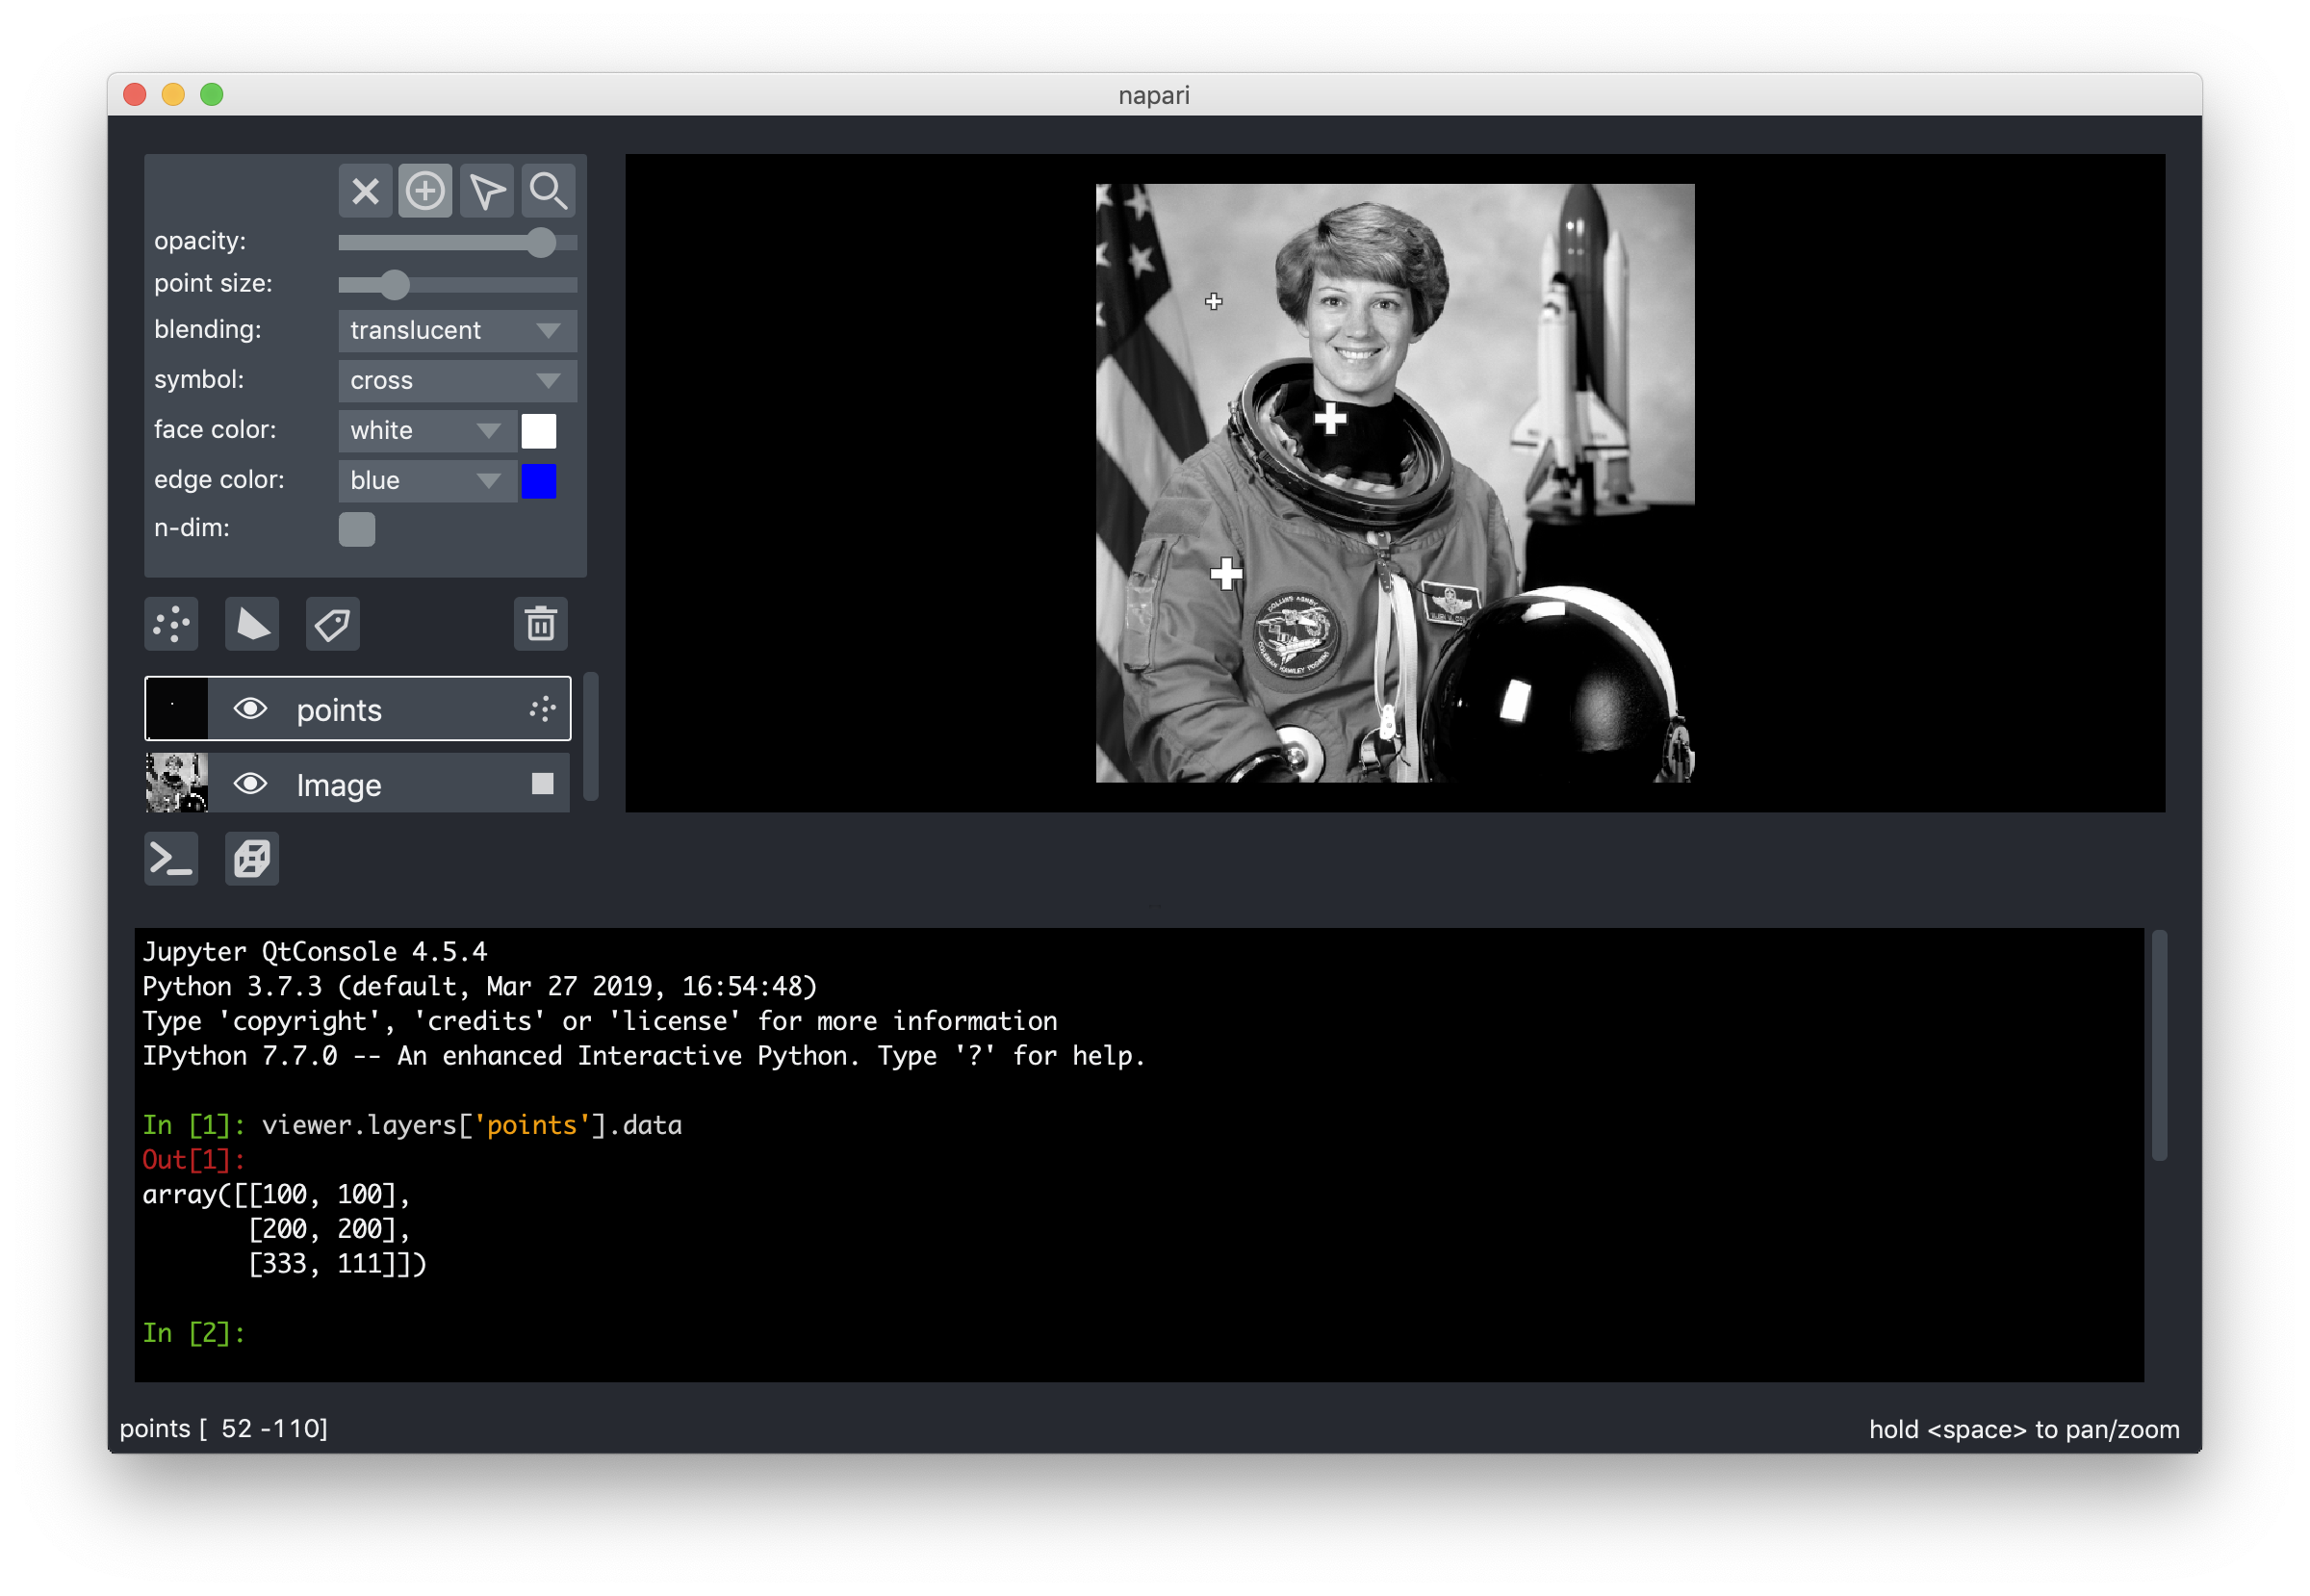 napari
opacity:
point size:
blending: translucent
symbol: cross
face color: white
edge color: blue
n-dim:
points
Image
Jupyter QtConsole 4.5.4
Python 3.7.3 (default, Mar 27 2019, 16:54:48)
Type 'copyright', 'credits' or 'license' for more information
IPython 7.7.0 -- An enhanced Interactive Python. Type '?' for help.
In [1]: viewer.layers['points'].data
Out[1]:
array([[100, 100],
[200, 200],
[333, 111]])
In [2]:
points [  52 -110]
hold <space> to pan/zoom